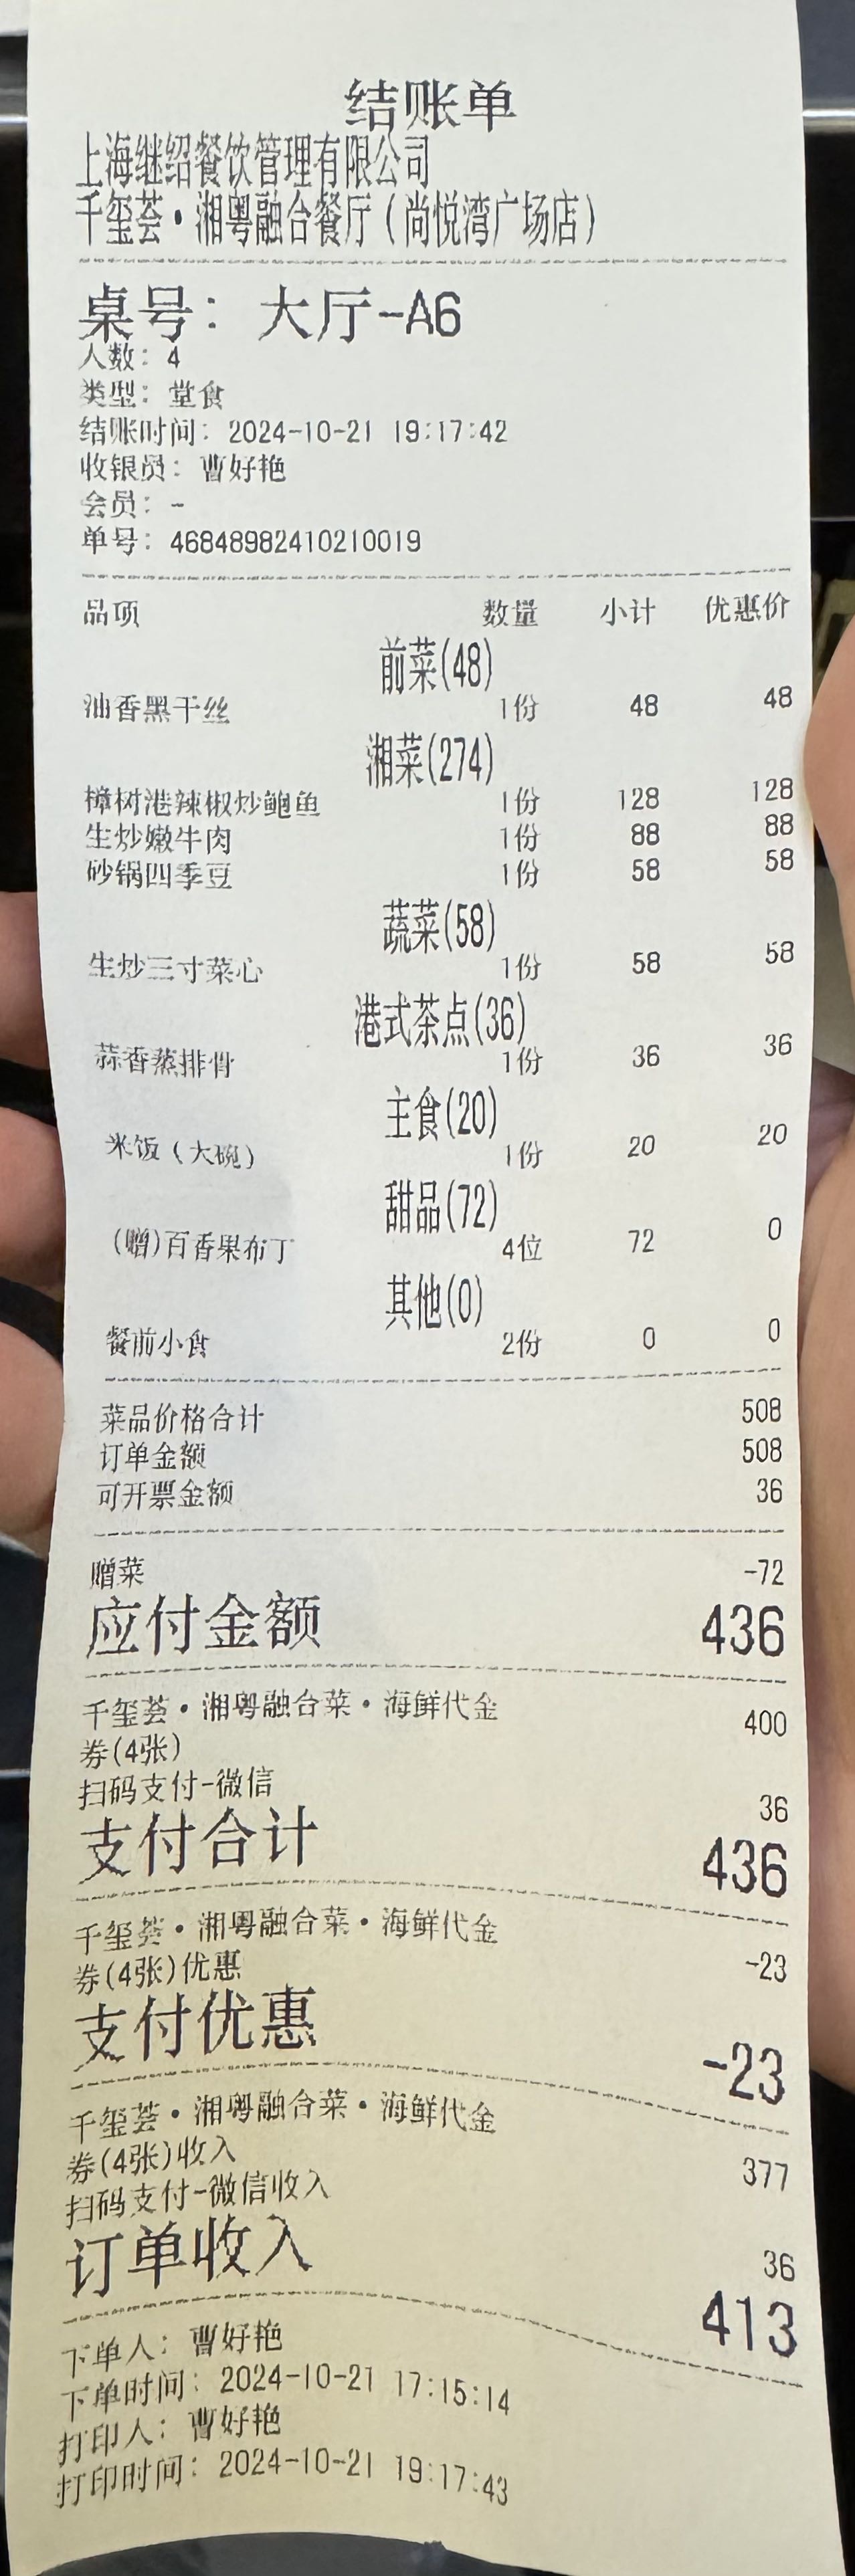 结账单
上海继绍餐饮管理有限公司
千玺荟·湘粤融合餐厅(尚悦湾广场店)
桌号: 大厅-A6
人数: 4
类型: 堂食
结账时间: 2024-10-21 19:17:42
收银员: 曹好艳
会员: -
单号: 46848982410210019
品项 数量 小计 优惠价
前菜(48)
油香黑干丝 1份 48 48
湘菜(274)
樟树港辣椒炒鲍鱼 1份 128 128
生炒嫩牛肉 1份 88 88
砂锅四季豆 1份 58 58
蔬菜(58)
生炒三寸菜心 1份 58 58
港式茶点(36)
蒜香蒸排骨 1份 36 36
主食(20)
米饭(大碗) 1份 20 20
甜品(72)
(赠)百香果布丁 4位 72 0
其他(0)
餐前小食 2份 0 0
菜品价格合计 508
订单金额 508
可开票金额 36
赠菜 -72
应付金额 436
千玺荟·湘粤融合菜·海鲜代金 400
券(4张)
扫码支付-微信 36
支付合计 436
千玺荟·湘粤融合菜·海鲜代金 -23
券(4张)优惠
支付优惠 -23
千玺荟·湘粤融合菜·海鲜代金 377
券(4张)收入
扫码支付-微信收入 36
订单收入 413
下单人: 曹好艳
下单时间: 2024-10-21 17:15:14
打印人: 曹好艳
打印时间: 2024-10-21 19:17:43